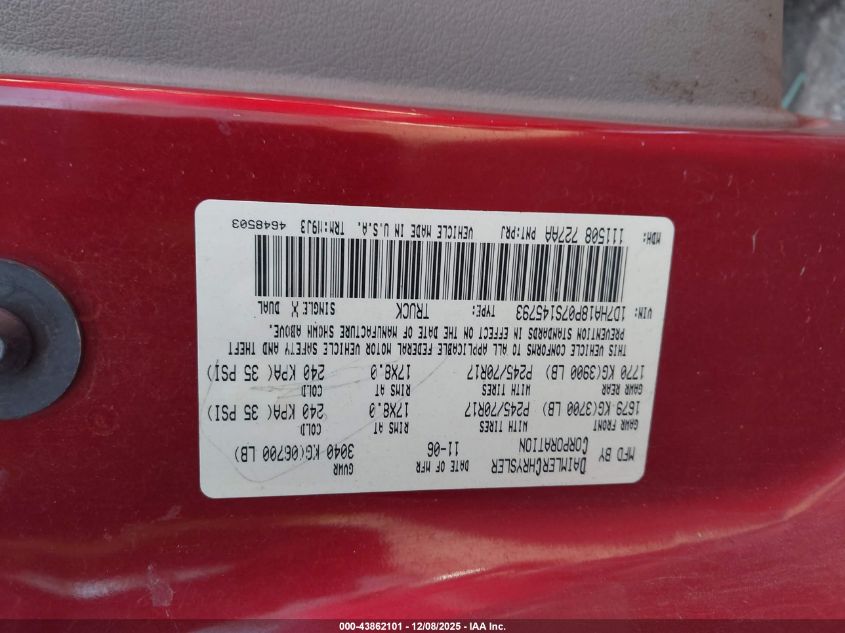 MFD BY DAIMLERCHRYSLER CORPORATION DATE OF MFR 11-06 GVWR 3040 KG(06700 LB)
GAWR FRONT WITH TIRES RIMS AT COLD
1679 KG(3700 LB) P245/70R17 17X8.0 240 KPA(35 PSI)
GAWR REAR WITH TIRES RIMS AT COLD
1770 KG(3900 LB) P245/70R17 17X8.0 240 KPA(35 PSI)
THIS VEHICLE CONFORMS TO ALL APPLICABLE FEDERAL MOTOR VEHICLE SAFETY AND THEFT
PREVENTION STANDARDS IN EFFECT ON THE DATE OF MANUFACTURE SHOWN ABOVE.
VIN: 1D7HA18P07S145793 TYPE: TRUCK SINGLE X DUAL
MDH: 111508 727AA PNT:PRJ VEHICLE MADE IN U.S.A. TRM:M9J3 4648503
000-43862101 - 12/08/2025 - IAA Inc.